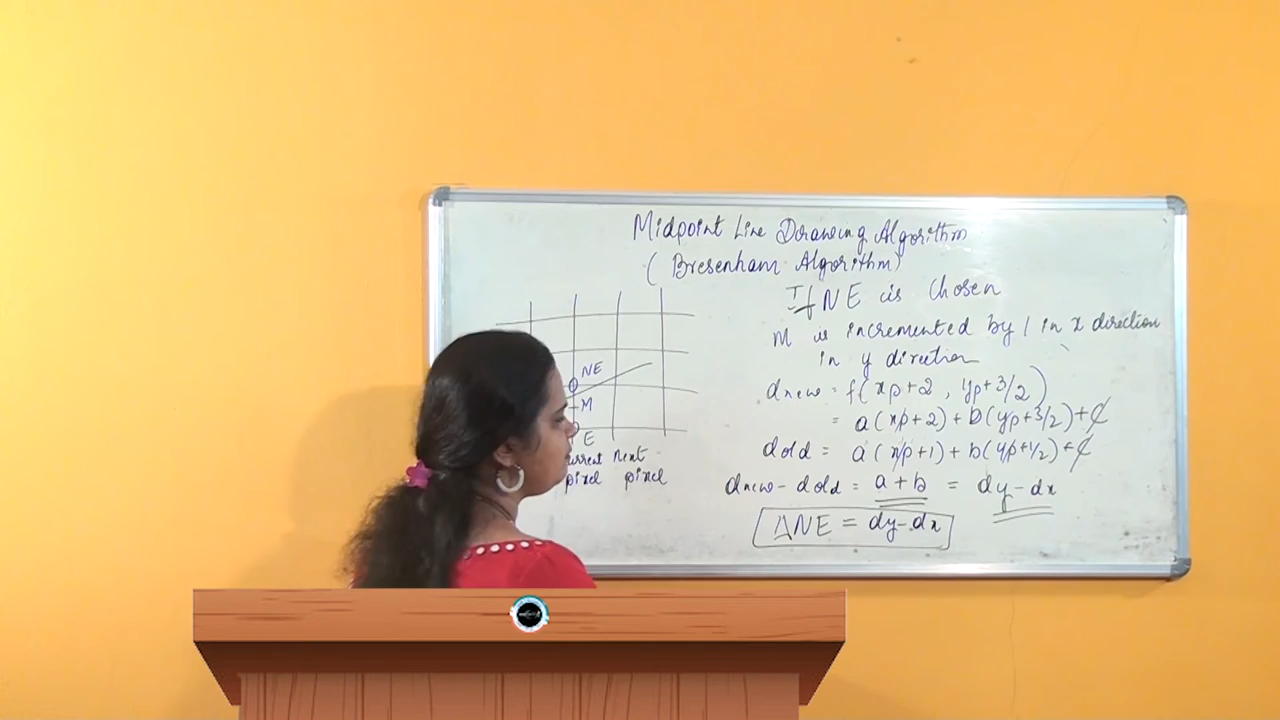 Midpoint Line Drawing Algorithm
(Bresenham Algorithm)
If NE is chosen
M is incremented by 1 in x direction
in y direction
dnew = f(xp+2, yp+3/2)
= a(xp+2)+b(yp+3/2)+c
dold = a(xp+1)+b(yp+1/2)+c
dnew-dold = a+b = dy-dx
ΔNE = dy-dx
NE
M
E
next
pixel pixel